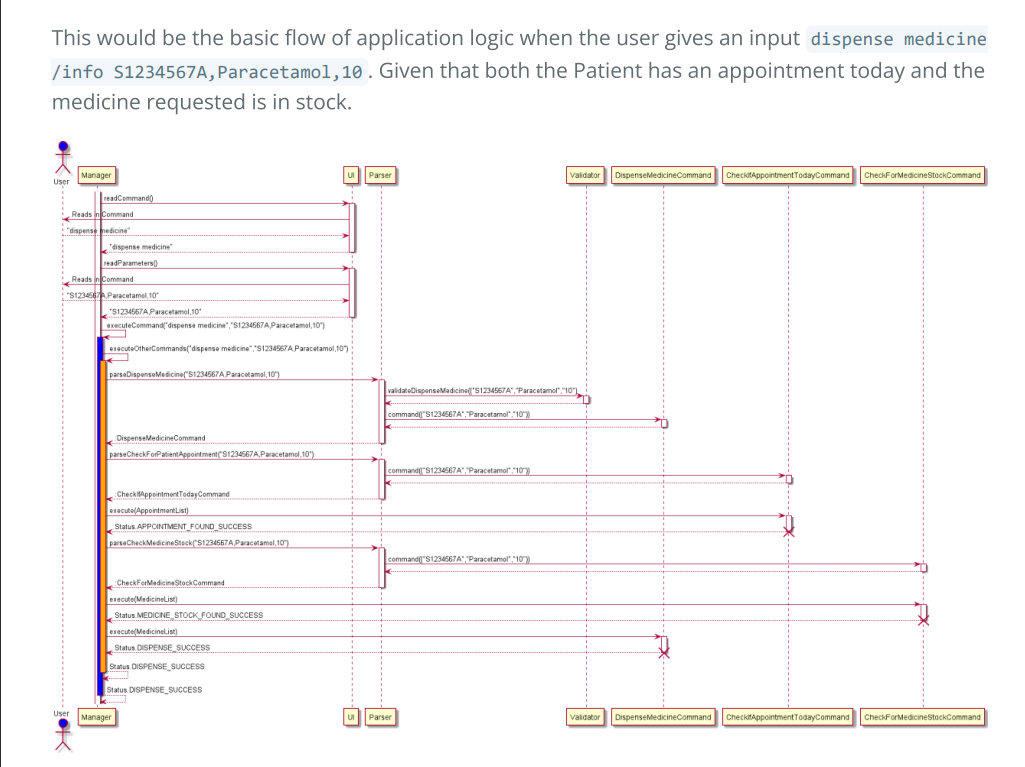 This would be the basic flow of application logic when the user gives an input dispense medicine
/info S1234567A,Paracetamol,10 . Given that both the Patient has an appointment today and the
medicine requested is in stock.
User
Manager
UI
Parser
Validator
DispenseMedicineCommand
CheckIfAppointmentTodayCommand
CheckForMedicineStockCommand
readCommand()
Reads in Command
"dispense medicine"
"dispense medicine"
readParameters()
Reads in Command
"S1234567A,Paracetamol,10"
"S1234567A,Paracetamol,10"
executeCommand("dispense medicine","S1234567A,Paracetamol,10")
executeOtherCommands("dispense medicine","S1234567A,Paracetamol,10")
parseDispenseMedicine("S1234567A,Paracetamol,10")
validateDispenseMedicine(["S1234567A","Paracetamol","10"])
command(["S1234567A","Paracetamol","10"])
:DispenseMedicineCommand
parseCheckForPatientAppointment("S1234567A,Paracetamol,10")
command(["S1234567A","Paracetamol","10"])
:CheckIfAppointmentTodayCommand
execute(AppointmentList)
Status.APPOINTMENT_FOUND_SUCCESS
parseCheckMedicineStock("S1234567A,Paracetamol,10")
command(["S1234567A","Paracetamol","10"])
:CheckForMedicineStockCommand
execute(MedicineList)
Status.MEDICINE_STOCK_FOUND_SUCCESS
execute(MedicineList)
Status.DISPENSE_SUCCESS
Status.DISPENSE_SUCCESS
Status.DISPENSE_SUCCESS
User
Manager
UI
Parser
Validator
DispenseMedicineCommand
CheckIfAppointmentTodayCommand
CheckForMedicineStockCommand